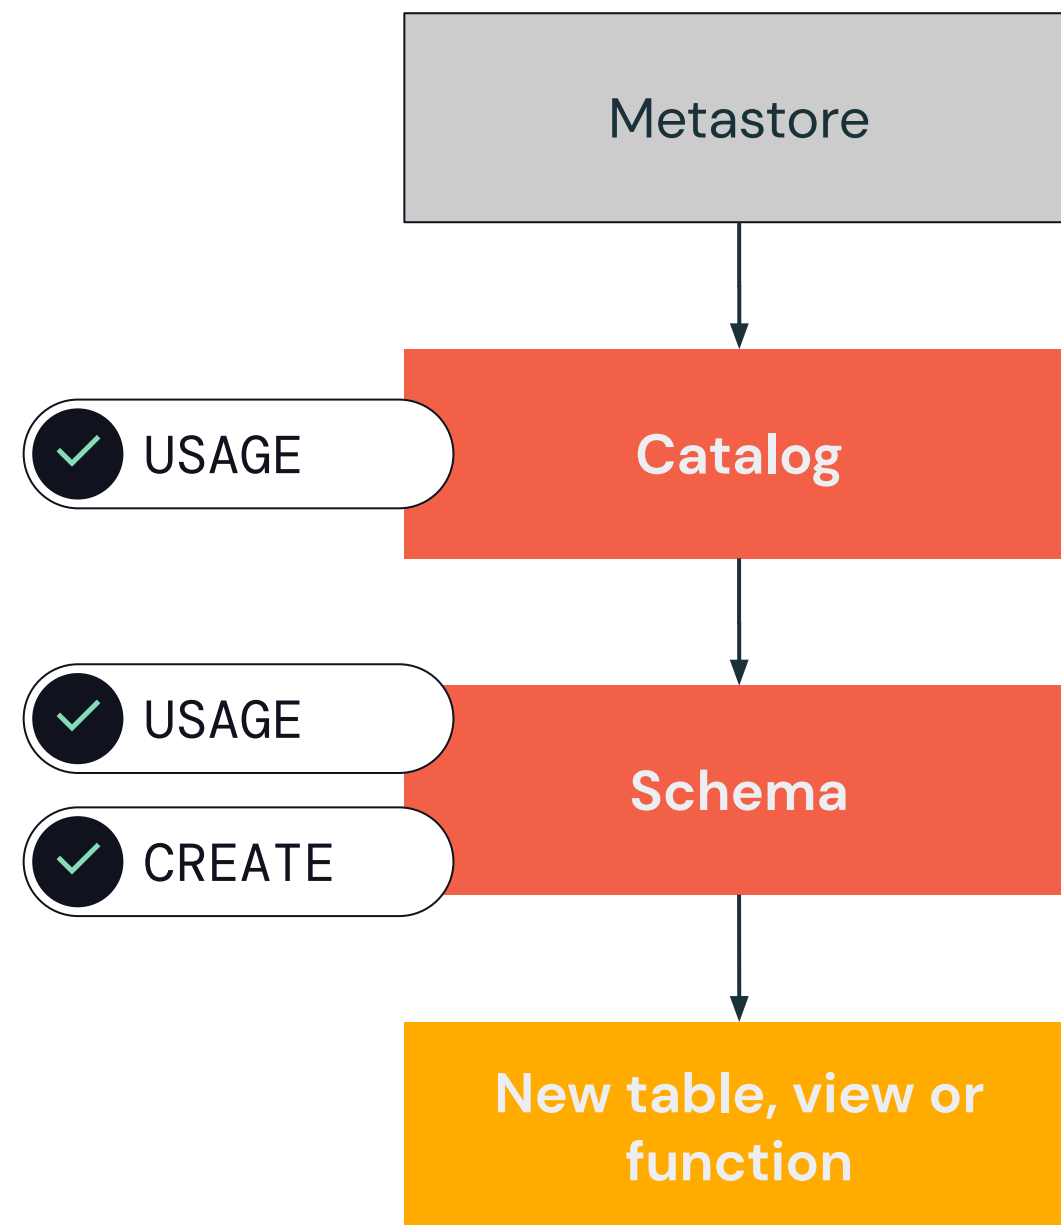 Metastore
USAGE
Catalog
USAGE
Schema
CREATE
New table, view or
function